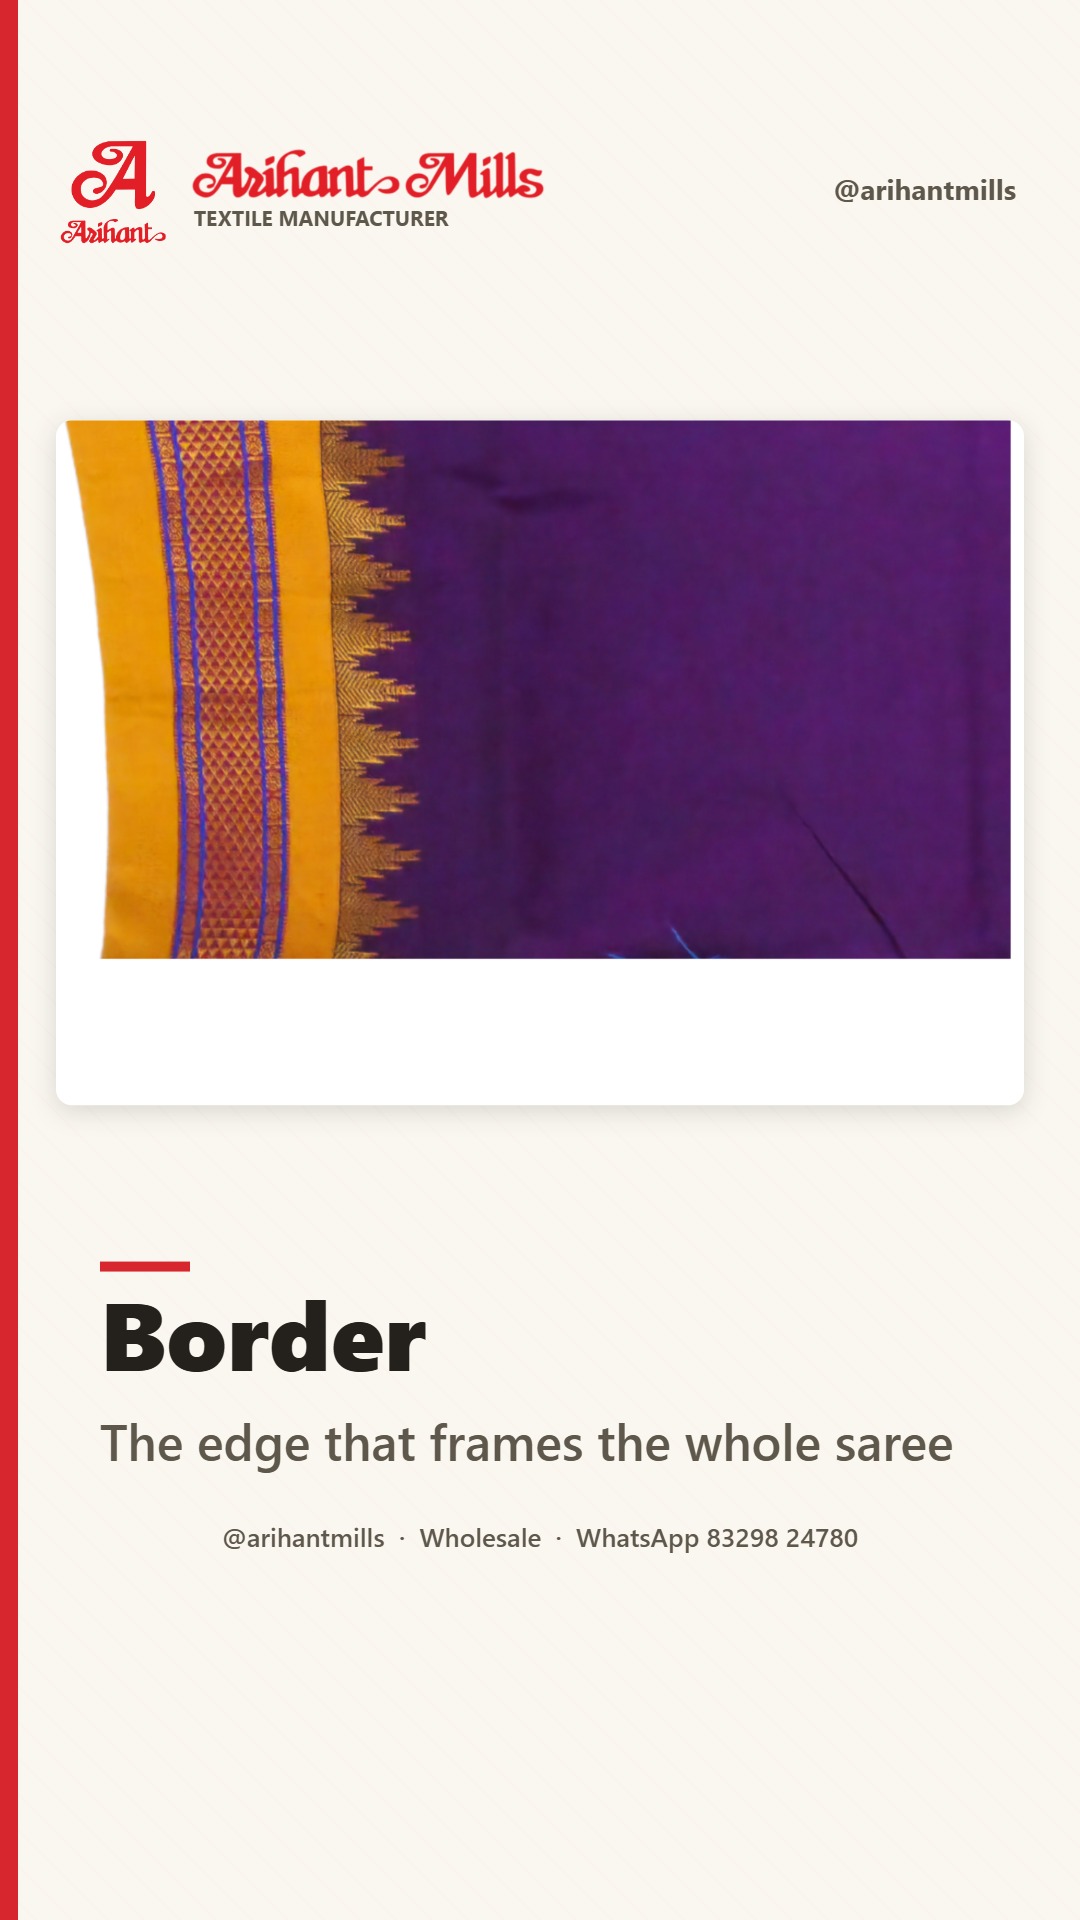 A
Arihant
Arihant Mills
TEXTILE MANUFACTURER
@arihantmills
Border
The edge that frames the whole saree
@arihantmills · Wholesale · WhatsApp 83298 24780